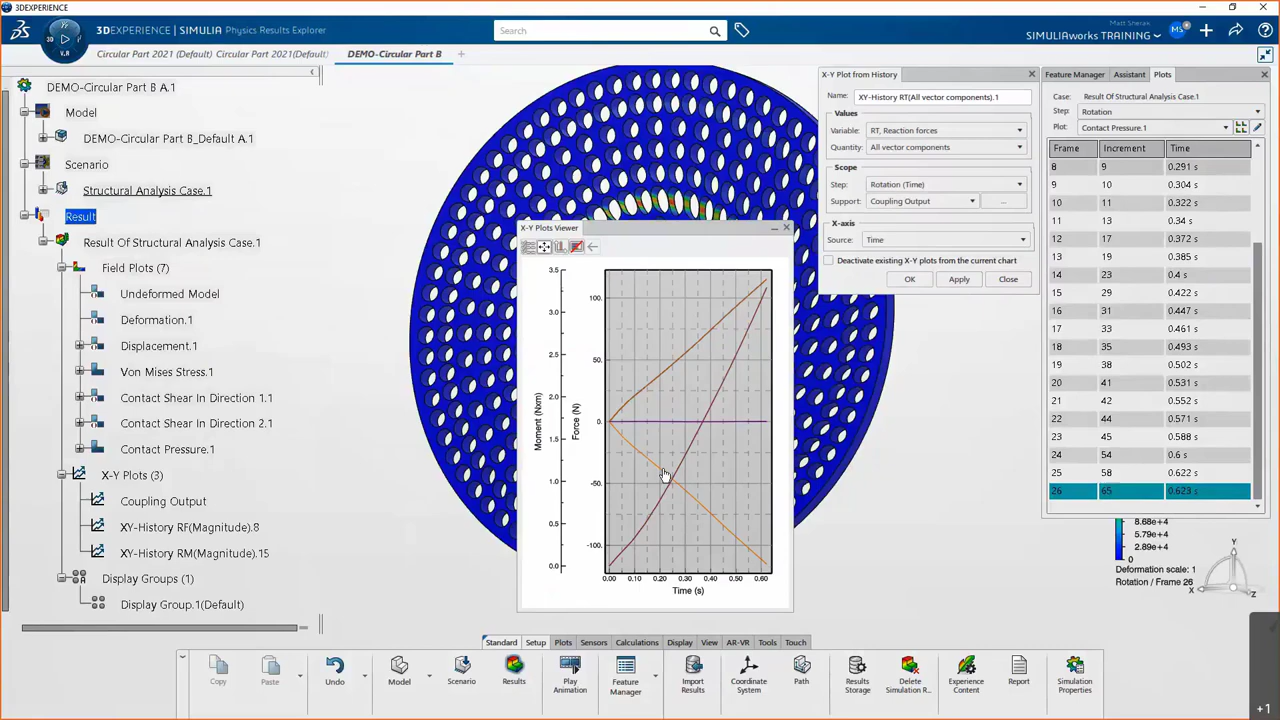 3DEXPERIENCE
3DEXPERIENCE | SIMULIA Physics Results Explorer
Search
Matt Sherak
SIMULIAworks TRAINING
MS
V.R
Circular Part 2021 (Default) Circular Part 2021(Default)
DEMO-Circular Part B
DEMO-Circular Part B A.1
Model
DEMO-Circular Part B_Default A.1
Scenario
Structural Analysis Case.1
Result
Result Of Structural Analysis Case.1
Field Plots (7)
Undeformed Model
Deformation.1
Displacement.1
Von Mises Stress.1
Contact Shear In Direction 1.1
Contact Shear In Direction 2.1
Contact Pressure.1
X-Y Plots (3)
Coupling Output
XY-History RF(Magnitude).8
XY-History RM(Magnitude).15
Display Groups (1)
Display Group.1(Default)
X-Y Plots Viewer
3.5
3.0
2.5
2.0
1.5
1.0
0.5
0.0
Moment (Nxm)
100.
50.
0.
-50.
-100.
Force (N)
0.00 0.10 0.20 0.30 0.40 0.50 0.60
Time (s)
X-Y Plot from History
Name: XY-History RT(All vector components).1
Values
Variable: RT, Reaction forces
Quantity: All vector components
Scope
Step: Rotation (Time)
Support: Coupling Output ...
X-axis
Source: Time
Deactivate existing X-Y plots from the current chart
OK Apply Close
Feature Manager Assistant Plots
Case: Result Of Structural Analysis Case.1
Step: Rotation
Plot: Contact Pressure.1
Frame Increment Time
8 9 0.291 s
9 10 0.304 s
10 11 0.322 s
11 13 0.34 s
12 17 0.372 s
13 19 0.385 s
14 23 0.4 s
15 29 0.422 s
16 31 0.447 s
17 33 0.461 s
18 35 0.493 s
19 38 0.502 s
20 41 0.531 s
21 42 0.552 s
22 44 0.571 s
23 45 0.588 s
24 54 0.6 s
25 58 0.622 s
26 65 0.623 s
8.68e+4
5.79e+4
2.89e+4
0
Deformation scale: 1
Rotation / Frame 26
Y
X
Z
Standard Setup Plots Sensors Calculations Display View AR-VR Tools Touch
Copy
Paste
Undo
Model
Scenario
Results
Play Animation
Feature Manager
Import Results
Coordinate System
Path
Results Storage
Delete Simulation R...
Experience Content
Report
Simulation Properties
+1